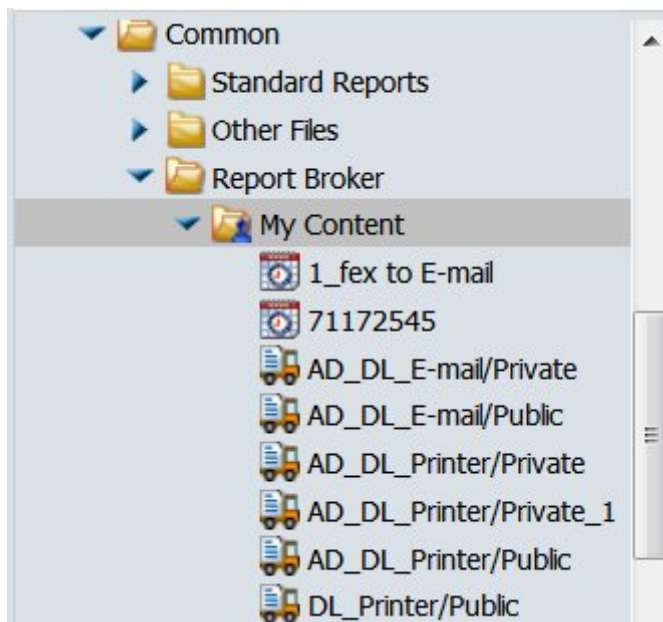 Common
Standard Reports
Other Files
Report Broker
My Content
1_fex to E-mail
71172545
AD_DL_E-mail/Private
AD_DL_E-mail/Public
AD_DL_Printer/Private
AD_DL_Printer/Private_1
AD_DL_Printer/Public
DL_Printer/Public